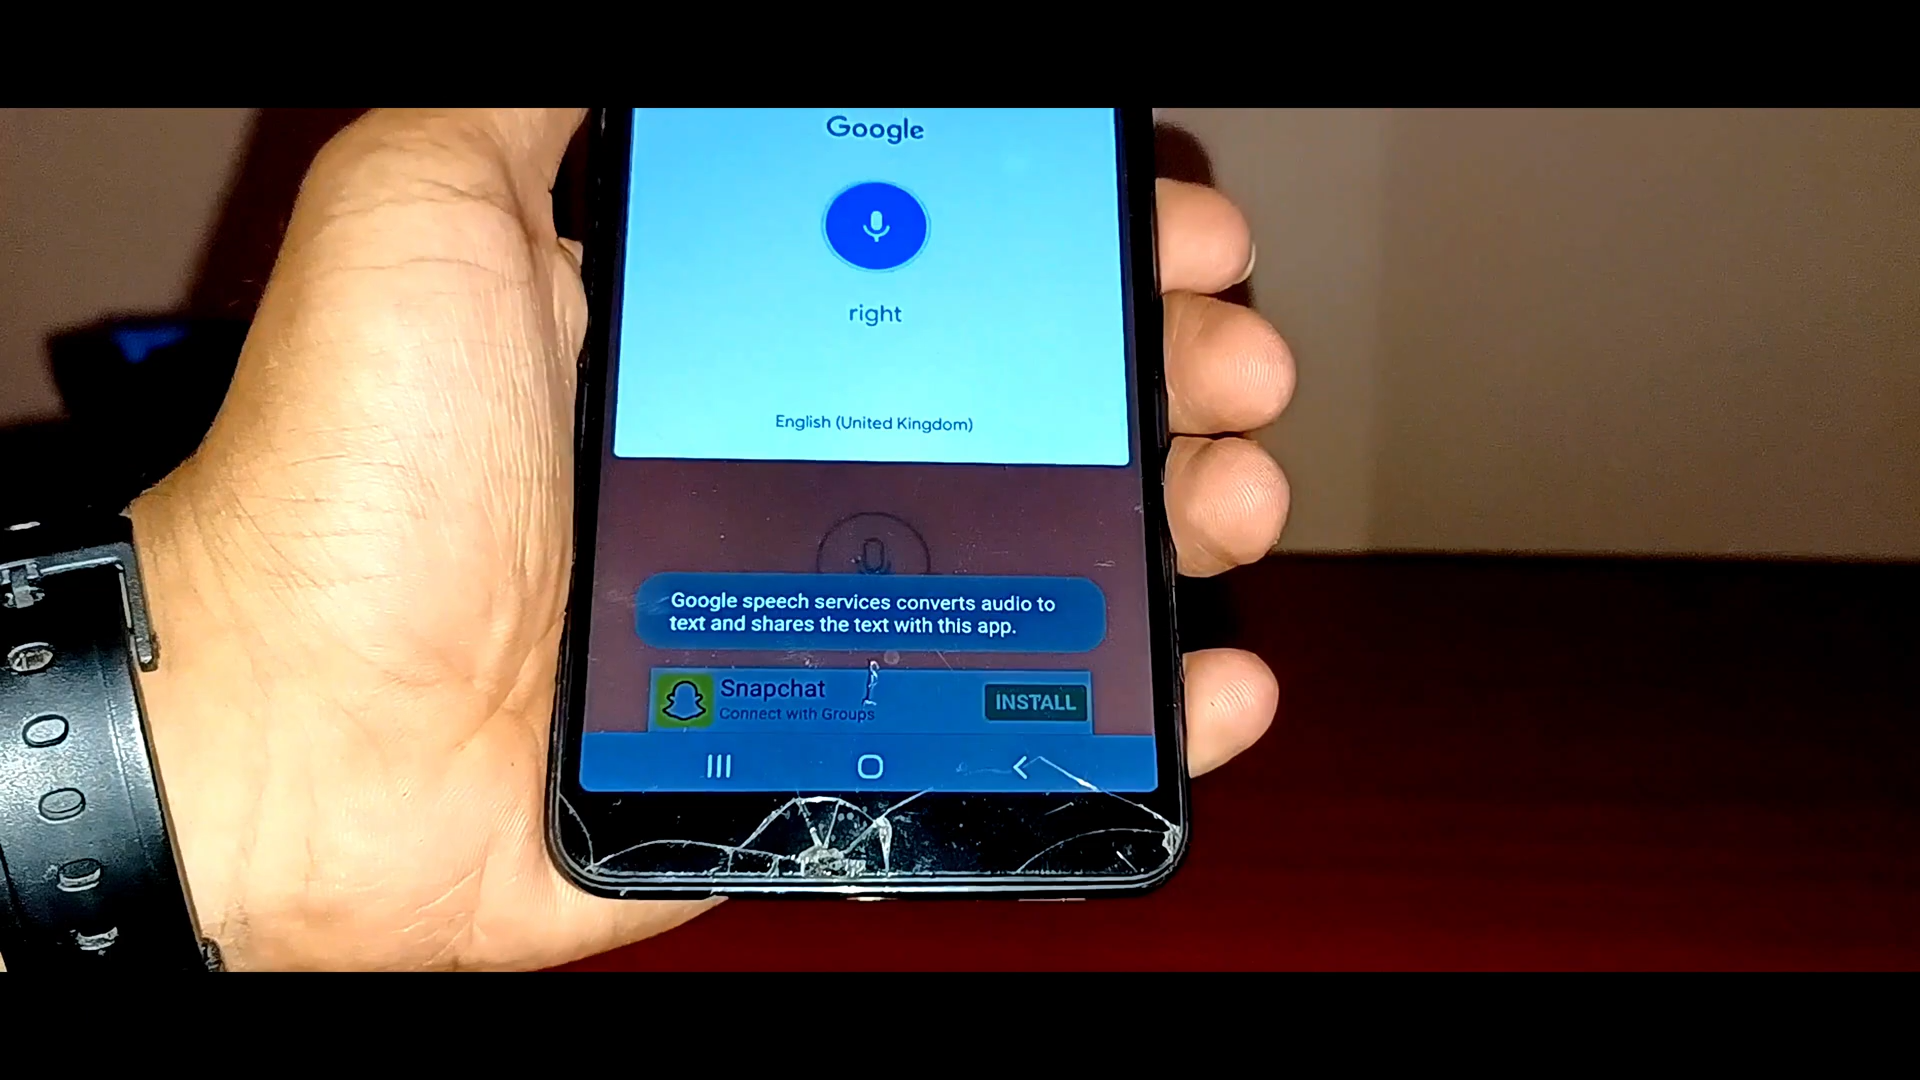 Google
right
English (United Kingdom)
Google speech services converts audio to
text and shares the text with this app.
Snapchat
INSTALL
Connect with Groups